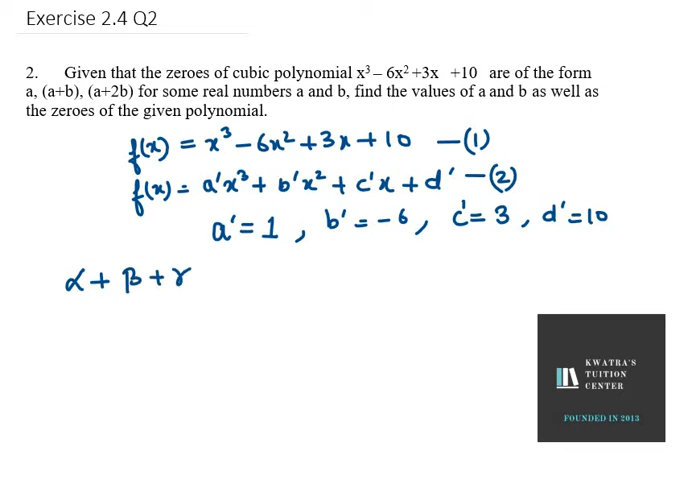 Exercise 2.4 Q2
2. Given that the zeroes of cubic polynomial x³ – 6x² +3x +10 are of the form
a, (a+b), (a+2b) for some real numbers a and b, find the values of a and b as well as
the zeroes of the given polynomial.
f(x) = x³ - 6x² + 3x + 10 —(1)
f(x) = a'x³ + b'x² + c'x + d' —(2)
a' = 1 , b' = -6, c' = 3 , d' = 10
α + β + γ
KWATRA'S
TUITION
CENTER
FOUNDED IN 2013